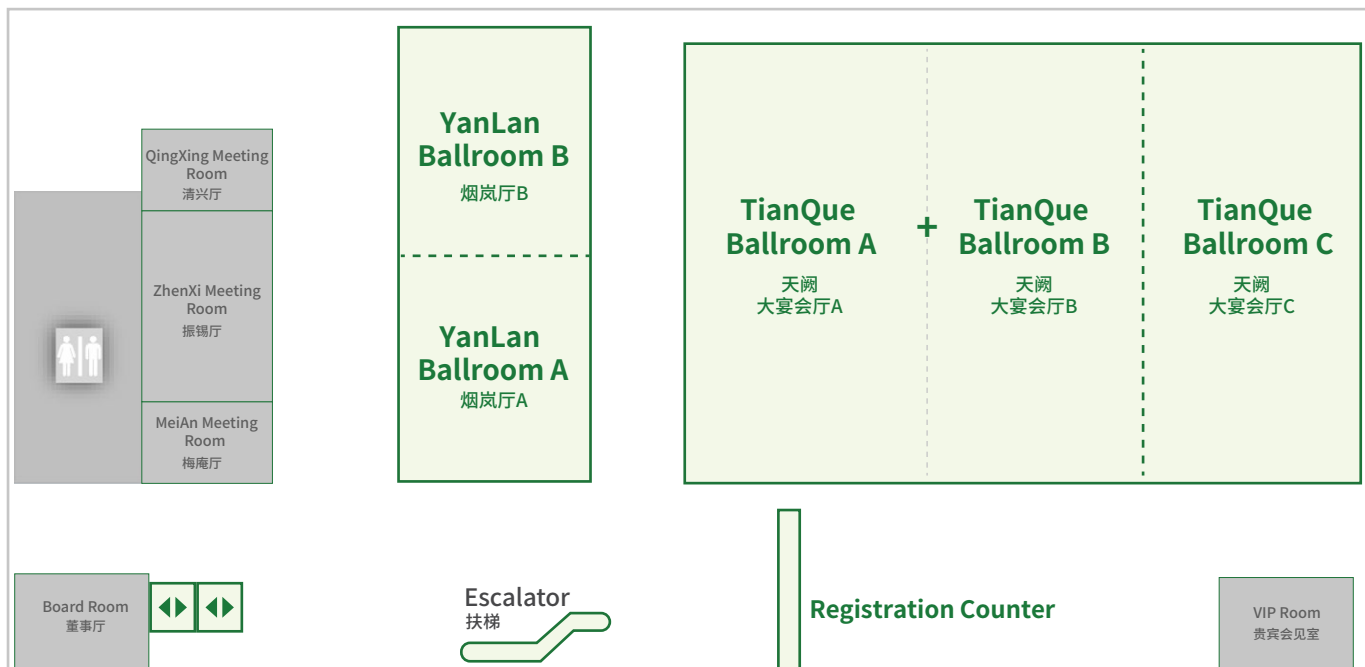 QingXing Meeting
Room
清兴厅
ZhenXi Meeting
Room
振锡厅
MeiAn Meeting
Room
梅庵厅
YanLan
Ballroom B
烟岚厅B
YanLan
Ballroom A
烟岚厅A
TianQue
Ballroom A
天阙
大宴会厅A
+
TianQue
Ballroom B
天阙
大宴会厅B
TianQue
Ballroom C
天阙
大宴会厅C
Board Room
董事厅
Escalator
扶梯
Registration Counter
VIP Room
贵宾会见室